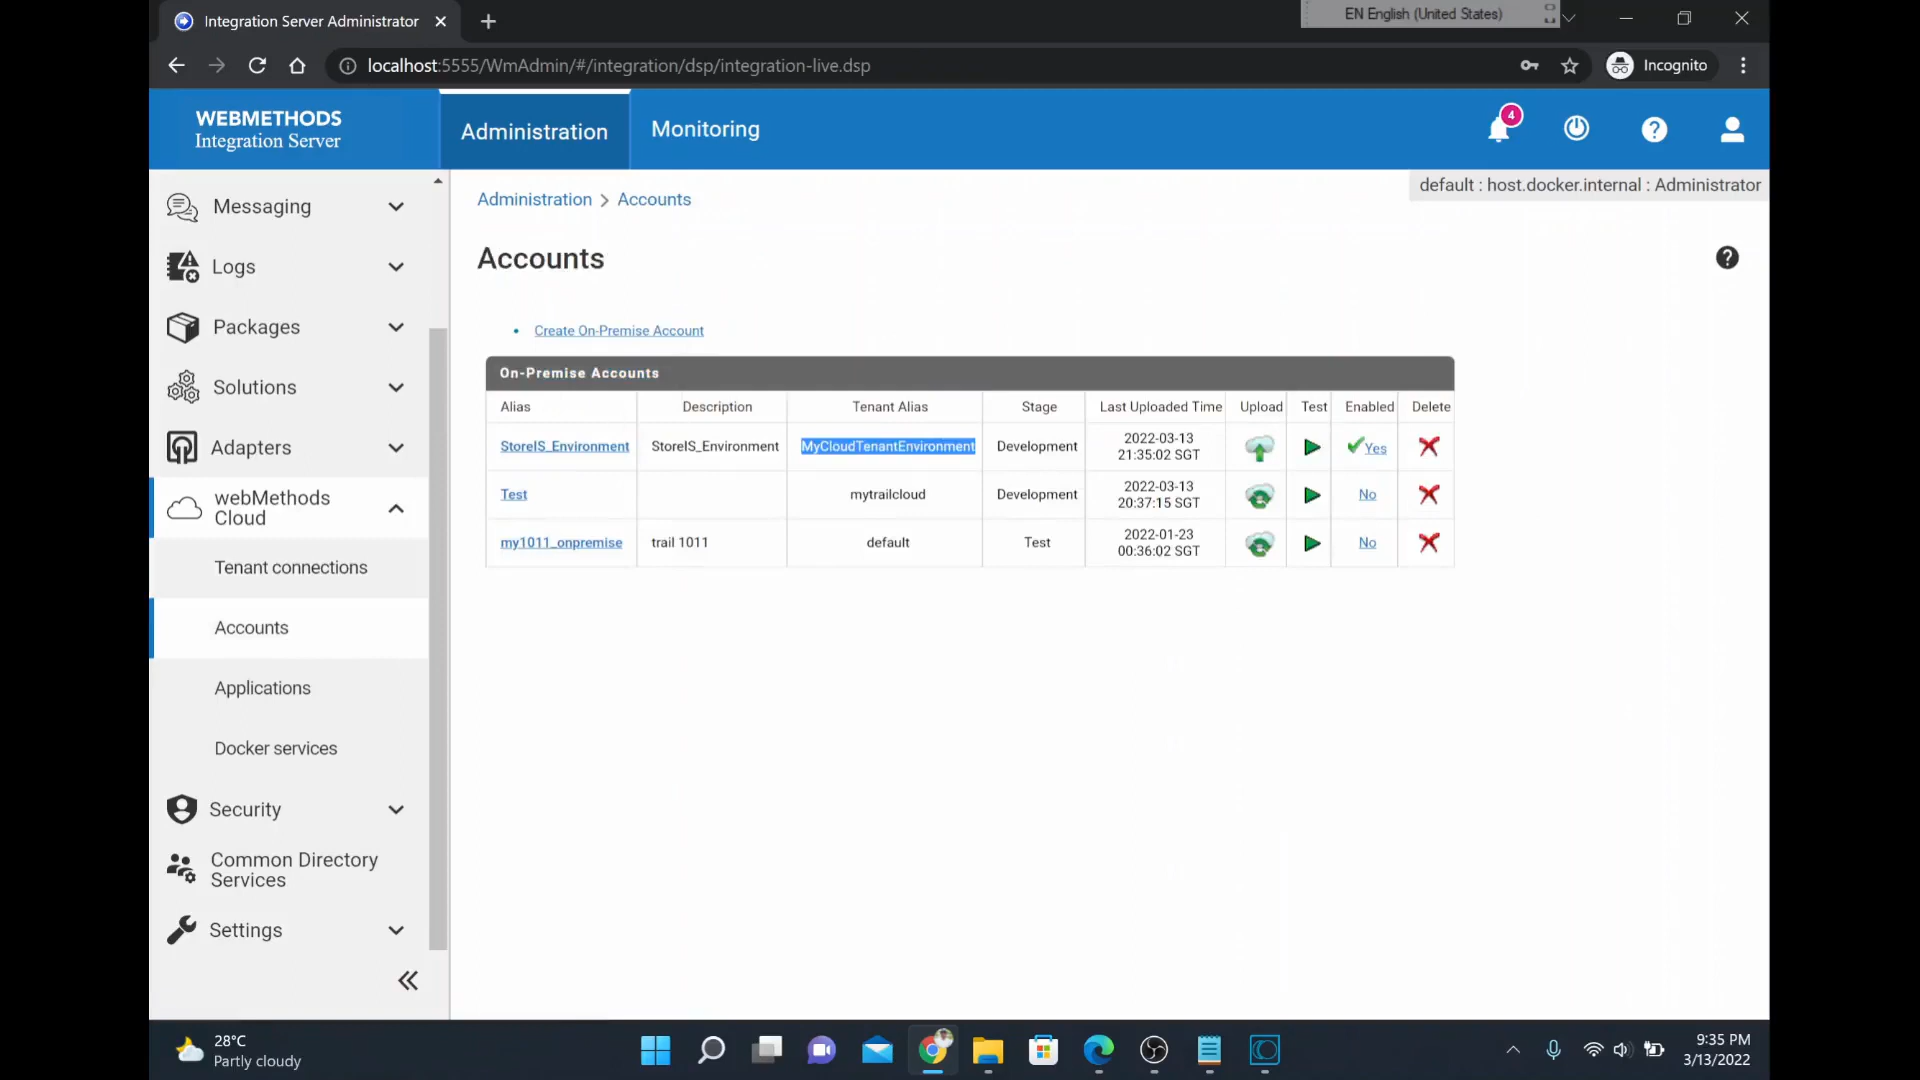 Integration Server Administrator
EN English (United States)
localhost:5555/WmAdmin/#/integration/dsp/integration-live.dsp
Incognito
WEBMETHODS
Integration Server
Administration
Monitoring
4
default : host.docker.internal : Administrator
Messaging
Logs
Packages
Solutions
Adapters
webMethods
Cloud
Tenant connections
Accounts
Applications
Docker services
Security
Common Directory
Services
Settings
Administration > Accounts
Accounts
• Create On-Premise Account
On-Premise Accounts
Alias Description Tenant Alias Stage Last Uploaded Time Upload Test Enabled Delete
StoreIS_Environment StoreIS_Environment MyCloudTenantEnvironment Development 2022-03-13 21:35:02 SGT Yes
Test mytrailcloud Development 2022-03-13 20:37:15 SGT No
my1011_onpremise trail 1011 default Test 2022-01-23 00:36:02 SGT No
28°C
Partly cloudy
9:35 PM
3/13/2022